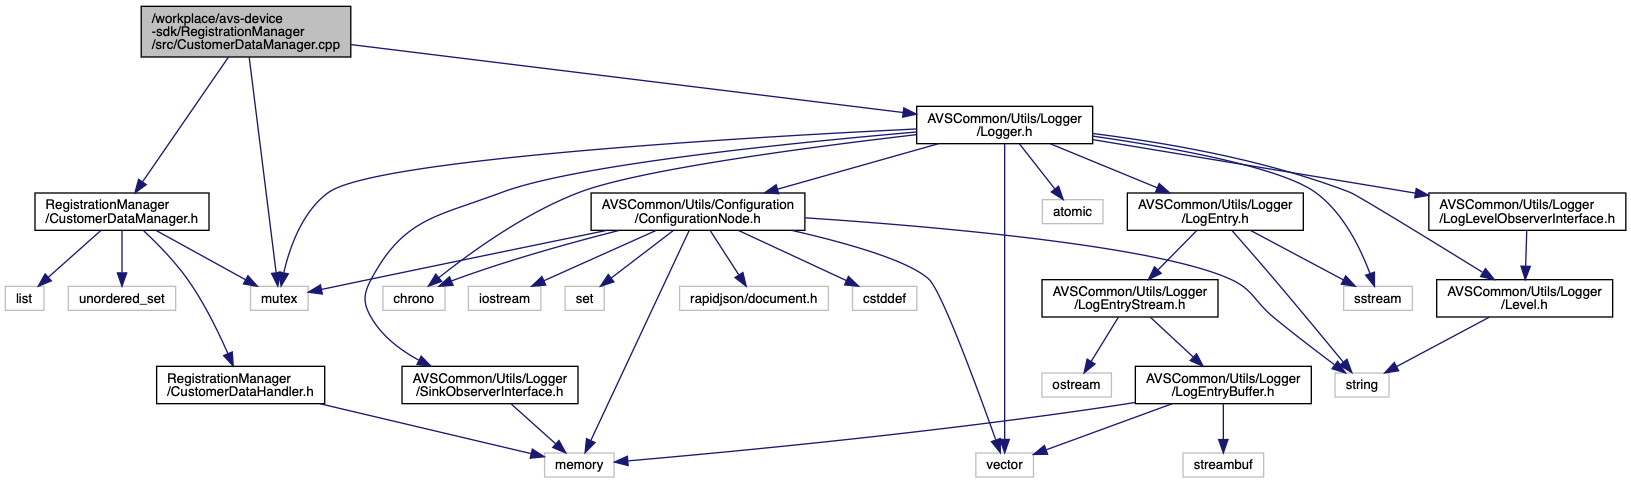 /workplace/avs-device
-sdk/RegistrationManager
/src/CustomerDataManager.cpp
AVSCommon/Utils/Logger
/Logger.h
RegistrationManager
/CustomerDataManager.h
AVSCommon/Utils/Configuration
/ConfigurationNode.h
atomic
AVSCommon/Utils/Logger
/LogEntry.h
AVSCommon/Utils/Logger
/LogLevelObserverInterface.h
list
unordered_set
mutex
chrono
iostream
set
rapidjson/document.h
cstddef
AVSCommon/Utils/Logger
/LogEntryStream.h
sstream
AVSCommon/Utils/Logger
/Level.h
RegistrationManager
/CustomerDataHandler.h
AVSCommon/Utils/Logger
/SinkObserverInterface.h
ostream
AVSCommon/Utils/Logger
/LogEntryBuffer.h
string
memory
vector
streambuf